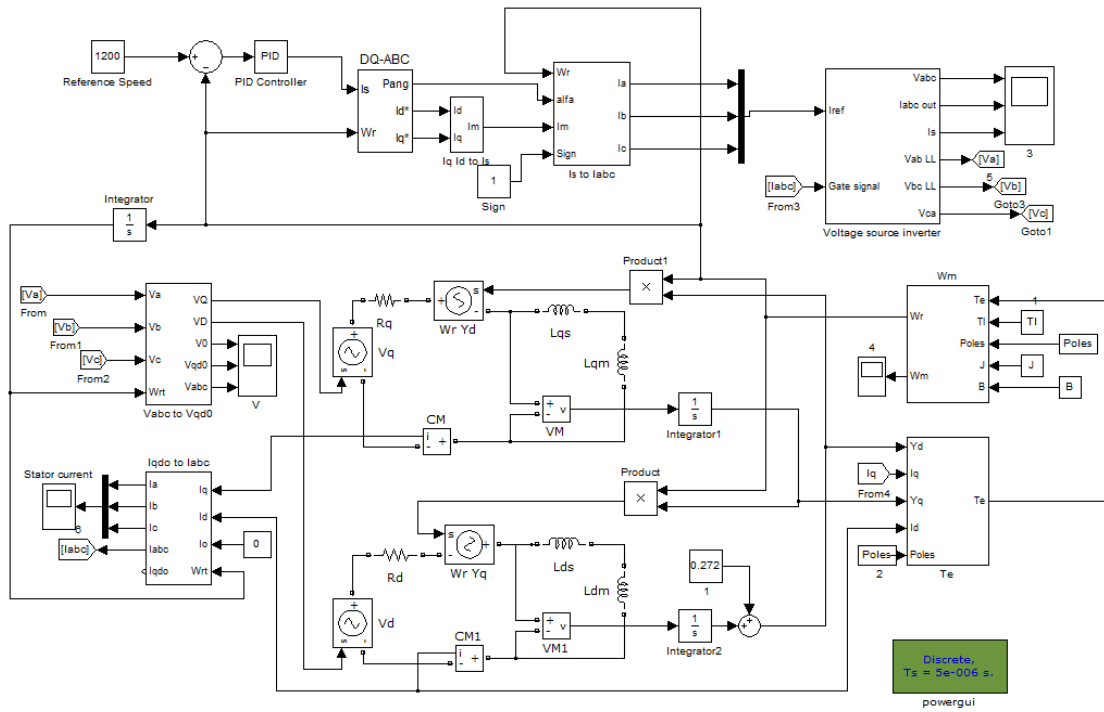 1200
Reference Speed
PID
PID Controller
DQ-ABC
Is
Wr
Pang
Id*
Iq*
Id
Iq
Im
Iq Id to Is
1
Sign
Wr
alfa
Im
Sign
Ia
Ib
Ic
Is to Iabc
Iref
Gate signal
Vabc
Iabc out
Is
Vab LL
Vbc LL
Vca
Voltage source inverter
3
[Va]
5
[Vb]
Goto3
[Vc]
Goto1
[Iabc]
From3
Integrator
1
s
[Va]
From
[Vb]
From1
[Vc]
From2
Va
Vb
Vc
Wrt
VQ
VD
V0
Vqd0
Vabc
Vabc to Vqd0
V
Rq
Vq
s
Wr Yd
s
Product1
Lqs
Lqm
VM
v
CM
i
Integrator1
1
s
Wm
Te
Tl
Poles
J
B
Wr
Wm
1
Tl
Poles
J
B
4
Stator current
6
[Iabc]
Iqdo to Iabc
Ia
Ib
Ic
Iabc
Iqdo
Iq
Id
Io
Wrt
0
Product
s
Wr Yq
Rd
Vd
s
Lds
Ldm
VM1
v
CM1
i
0.272
1
Integrator2
1
s
Yd
Iq
Yq
Id
Poles
Te
Te
Iq
From4
Poles
2
Discrete,
Ts = 5e-006 s.
powergui